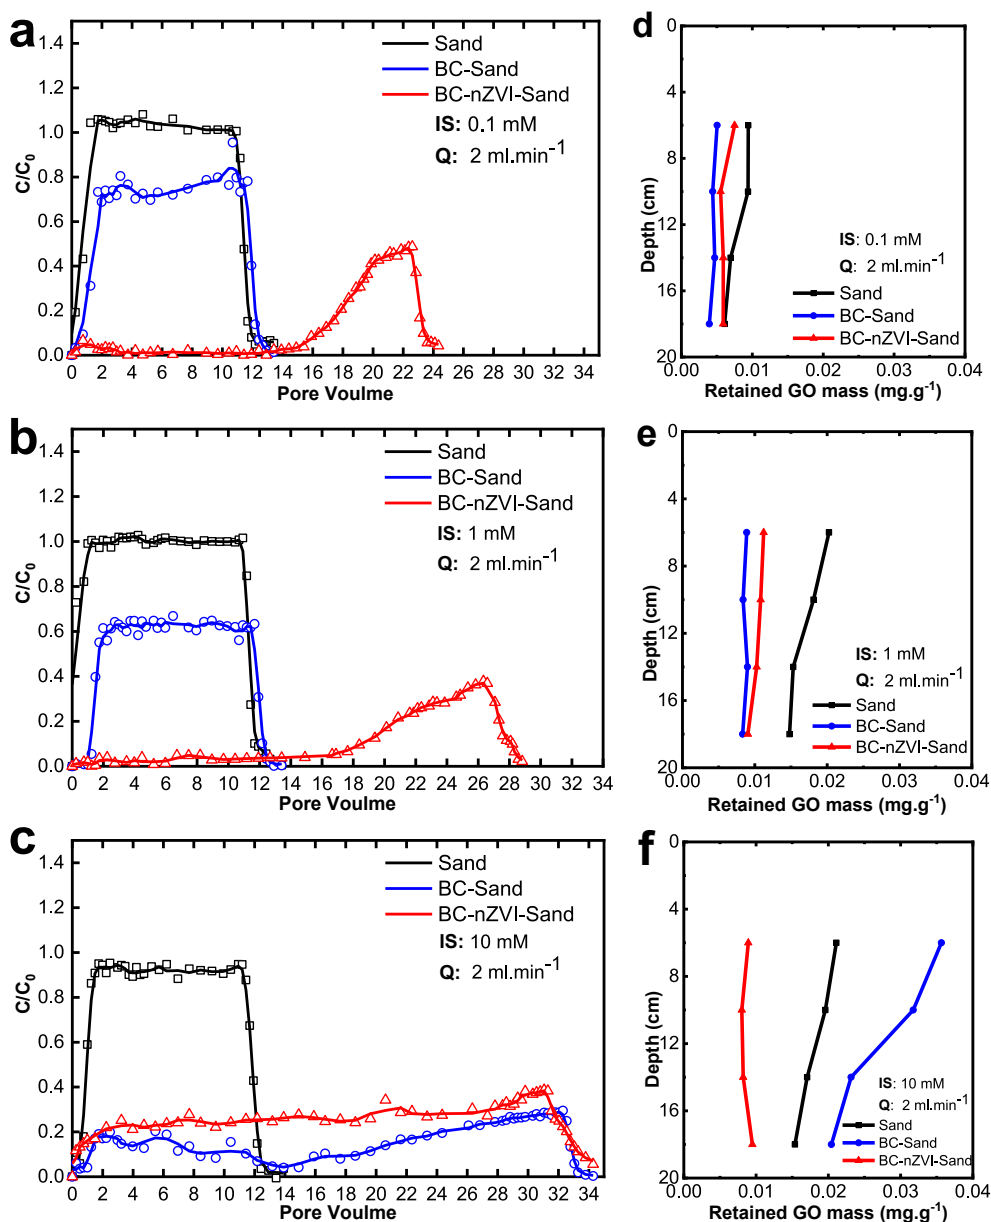 a
1.4
1.2
1.0
0.8
0.6
0.4
0.2
0.0
C/C0
Sand
BC-Sand
BC-nZVI-Sand
IS: 0.1 mM
Q: 2 ml.min-1
0 2 4 6 8 10 12 14 16 18 20 22 24 26 28 30 32 34
Pore Voulme
d
0
4
8
12
16
20
Depth (cm)
IS: 0.1 mM
Q: 2 ml.min-1
Sand
BC-Sand
BC-nZVI-Sand
0.00 0.01 0.02 0.03 0.04
Retained GO mass (mg.g-1)
b
1.4
1.2
1.0
0.8
0.6
0.4
0.2
0.0
C/C0
Sand
BC-Sand
BC-nZVI-Sand
IS: 1 mM
Q: 2 ml.min-1
0 2 4 6 8 10 12 14 16 18 20 22 24 26 28 30 32 34
Pore Voulme
e
0
4
8
12
16
20
Depth (cm)
IS: 1 mM
Q: 2 ml.min-1
Sand
BC-Sand
BC-nZVI-Sand
0.00 0.01 0.02 0.03 0.04
Retained GO mass (mg.g-1)
c
1.4
1.2
1.0
0.8
0.6
0.4
0.2
0.0
C/C0
Sand
BC-Sand
BC-nZVI-Sand
IS: 10 mM
Q: 2 ml.min-1
0 2 4 6 8 10 12 14 16 18 20 22 24 26 28 30 32 34
Pore Voulme
f
0
4
8
12
16
20
Depth (cm)
IS: 10 mM
Q: 2 ml.min-1
Sand
BC-Sand
BC-nZVI-Sand
0.00 0.01 0.02 0.03 0.04
Retained GO mass (mg.g-1)